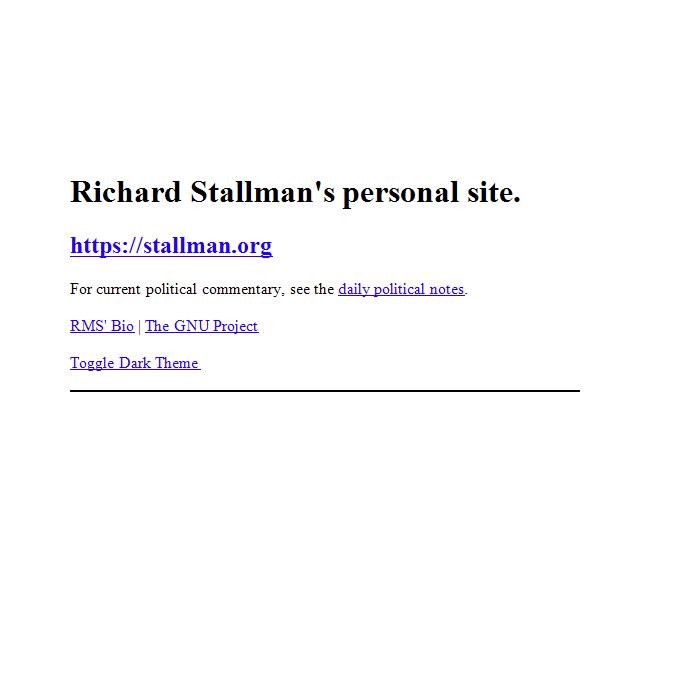 Richard Stallman's personal site.
https://stallman.org
For current political commentary, see the daily political notes.
RMS' Bio | The GNU Project
Toggle Dark Theme